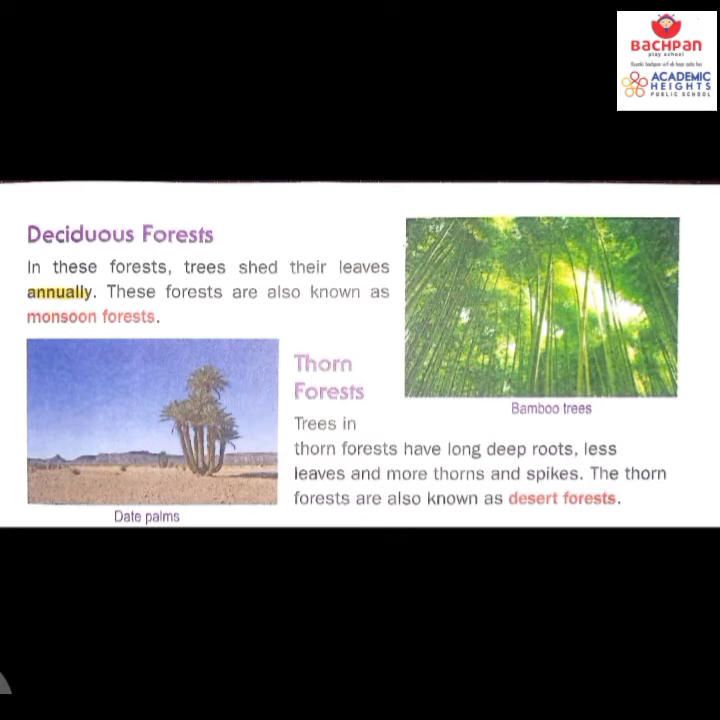 BACHPAN
play school
ACADEMIC
HEIGHTS
PUBLIC SCHOOL
Deciduous Forests
In these forests, trees shed their leaves
annually. These forests are also known as
monsoon forests.
Bamboo trees
Thorn
Forests
Trees in
thorn forests have long deep roots, less
leaves and more thorns and spikes. The thorn
forests are also known as desert forests.
Date palms